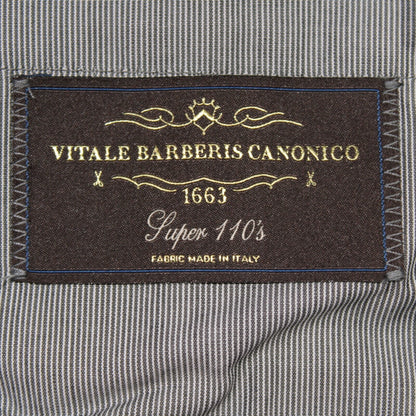 VITALE BARBERIS CANONICO
1663
Super 110's
FABRIC MADE IN ITALY